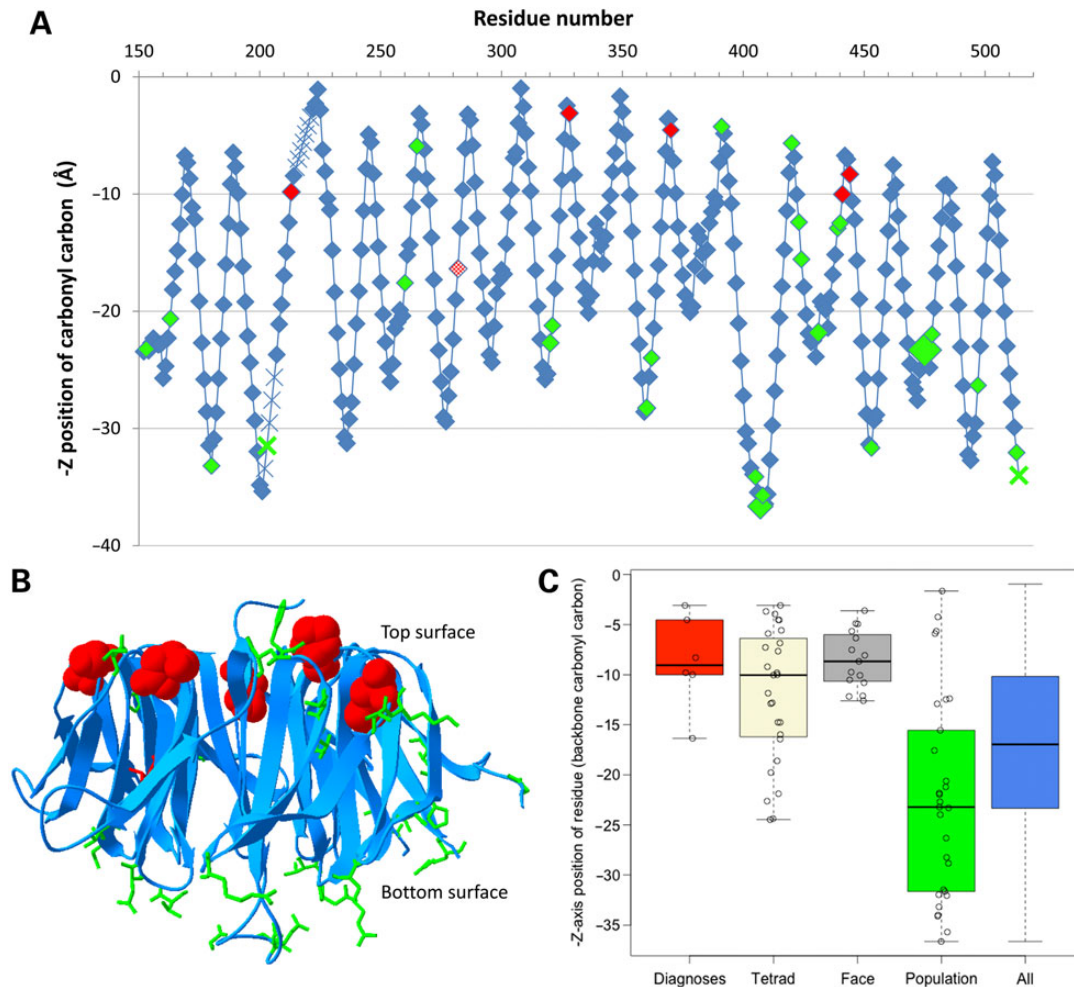 A
Residue number
150 200 250 300 350 400 450 500
-Z position of carbonyl carbon (Å)
0
−10
−20
−30
−40
B
Top surface
Bottom surface
C
-Z-axis position of residue (backbone carbonyl carbon)
0
−5
−10
−15
−20
−25
−30
−35
Diagnoses Tetrad Face Population All